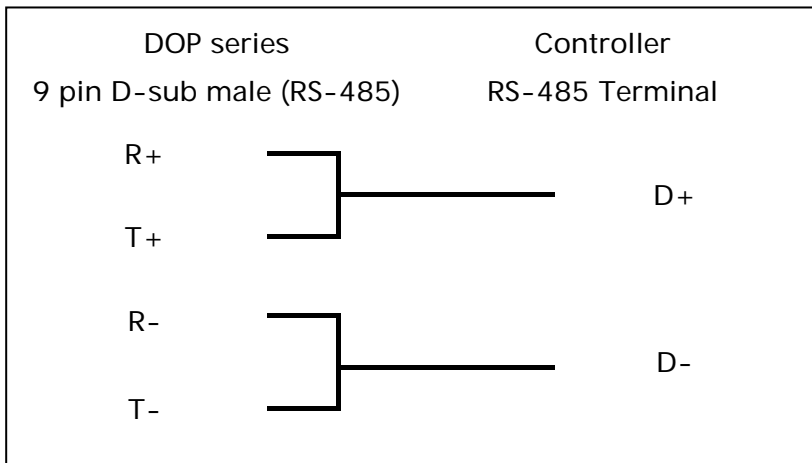 DOP series Controller
9 pin D-sub male (RS-485) RS-485 Terminal
R+
D+
T+
R-
D-
T-